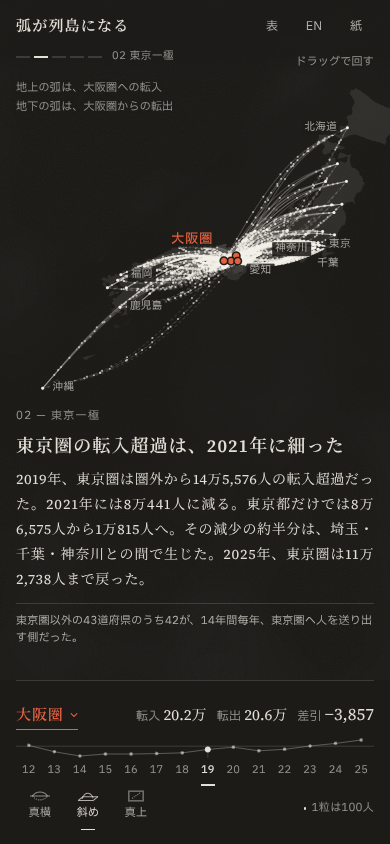 弧が列島になる
表 EN 紙
02 東京一極
ドラッグで回す
地上の弧は、大阪圏への転入
地下の弧は、大阪圏からの転出
北海道
大阪圏
神奈川 東京
千葉
愛知
福岡
鹿児島
沖縄
02 — 東京一極
東京圏の転入超過は、2021年に細った
2019年、東京圏は圏外から14万5,576人の転入超過だっ
た。2021年には8万441人に減る。東京都だけでは8万
6,575人から1万815人へ。その減少の約半分は、埼玉・
千葉・神奈川との間で生じた。2025年、東京圏は11万
2,738人まで戻った。
東京圏以外の43道府県のうち42が、14年間毎年、東京圏へ人を送り出
す側だった。
大阪圏 転入 20.2万 転出 20.6万 差引 −3,857
12 13 14 15 16 17 18 19 20 21 22 23 24 25
真横 斜め 真上
1粒は100人